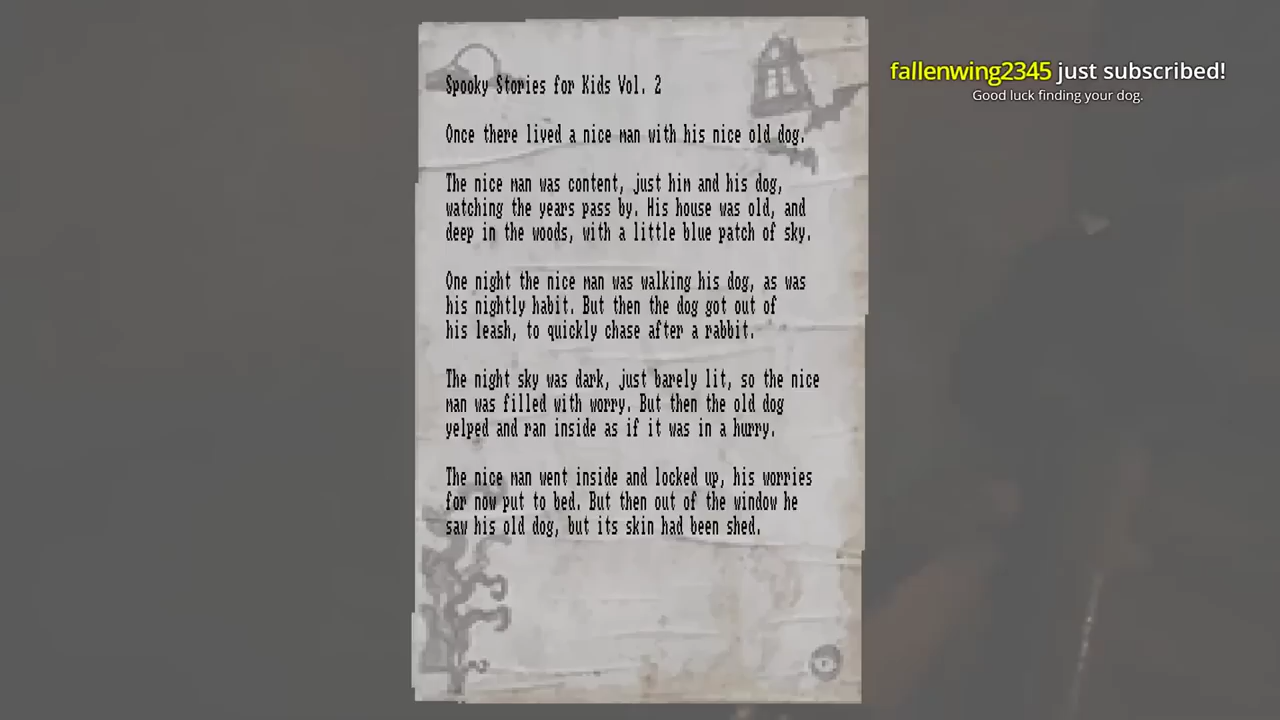 Spooky Stories for Kids Vol. 2
Once there lived a nice man with his nice old dog.
The nice man was content, just him and his dog,
watching the years pass by. His house was old, and
deep in the woods, with a little blue patch of sky.
One night the nice man was walking his dog, as was
his nightly habit. But then the dog got out of
his leash, to quickly chase after a rabbit.
The night sky was dark, just barely lit, so the nice
man was filled with worry. But then the old dog
yelped and ran inside as if it was in a hurry.
The nice man went inside and locked up, his worries
for now put to bed. But then out of the window he
saw his old dog, but its skin had been shed.
fallenwing2345 just subscribed!
Good luck finding your dog.